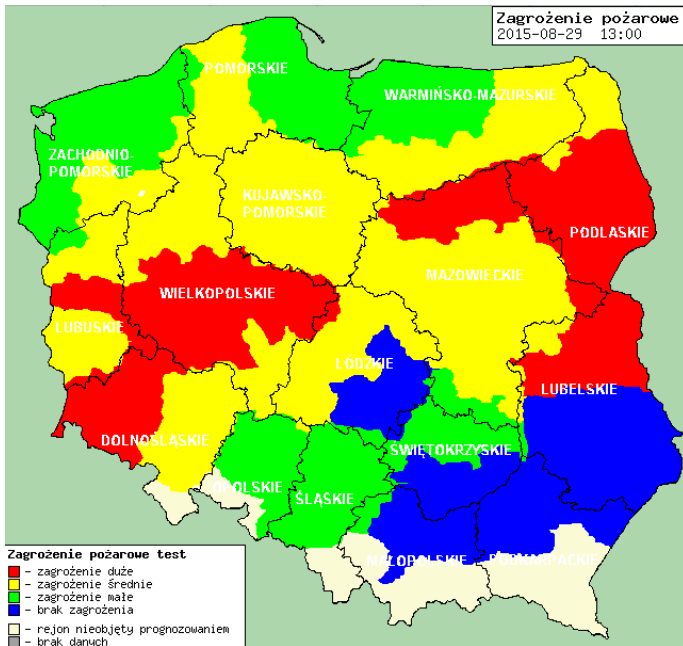 Zagrożenie pożarowe
2015-08-29 13:00
POMORSKIE
WARMIŃSKO-MAZURSKIE
ZACHODNIO-
POMORSKIE
KUJAWSKO-
POMORSKIE
PODLASKIE
MAZOWIECKIE
WIELKOPOLSKIE
LUBUSKIE
ŁÓDZKIE
LUBELSKIE
DOLNOŚLĄSKIE
ŚWIĘTOKRZYSKIE
OPOLSKIE
ŚLĄSKIE
MAŁOPOLSKIE
PODKARPACKIE
Zagrożenie pożarowe test
- zagrożenie duże
- zagrożenie średnie
- zagrożenie małe
- brak zagrożenia
- rejon nieobjęty prognozowaniem
- brak danych